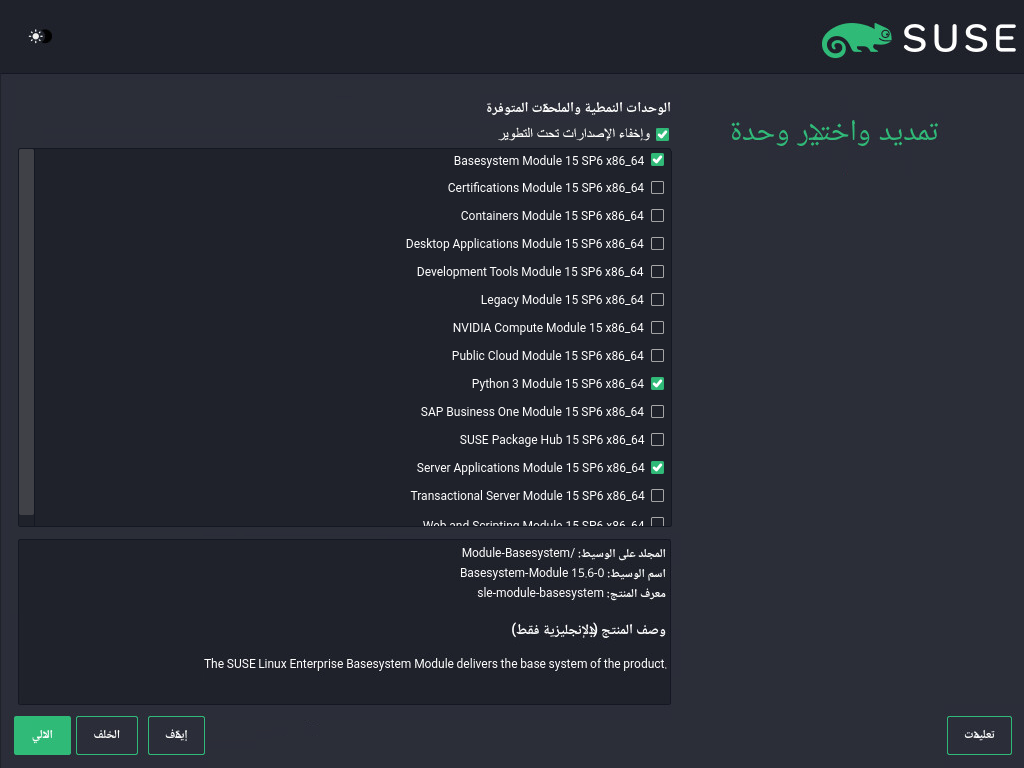 SUSE
تمديد واختيار وحدة
الوحدات النمطية والملحقات المتوفرة
وإخفاء الإصدارات تحت التطوير
Basesystem Module 15 SP6 x86_64
Certifications Module 15 SP6 x86_64
Containers Module 15 SP6 x86_64
Desktop Applications Module 15 SP6 x86_64
Development Tools Module 15 SP6 x86_64
Legacy Module 15 SP6 x86_64
NVIDIA Compute Module 15 x86_64
Public Cloud Module 15 SP6 x86_64
Python 3 Module 15 SP6 x86_64
SAP Business One Module 15 SP6 x86_64
SUSE Package Hub 15 SP6 x86_64
Server Applications Module 15 SP6 x86_64
Transactional Server Module 15 SP6 x86_64
Web and Scripting Module 15 SP6 x86_64
المجلد على الوسيط: /Module-Basesystem
اسم الوسيط: Basesystem-Module 15.6-0
معرف المنتج: sle-module-basesystem
وصف المنتج (بالإنجليزية فقط)
The SUSE Linux Enterprise Basesystem Module delivers the base system of the product.
تعليمات
إيقاف
الخلف
التالي